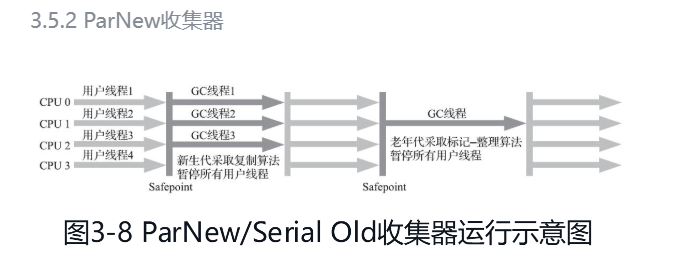 3.5.2 ParNew收集器
用户线程1
GC线程1
CPU 0
用户线程2
GC线程2
GC线程
CPU 1
用户线程3
GC线程3
CPU 2
老年代采取标记–整理算法
用户线程4
新生代采取复制算法
暂停所有用户线程
CPU 3
暂停所有用户线程
Safepoint
Safepoint
图3-8 ParNew/Serial Old收集器运行示意图